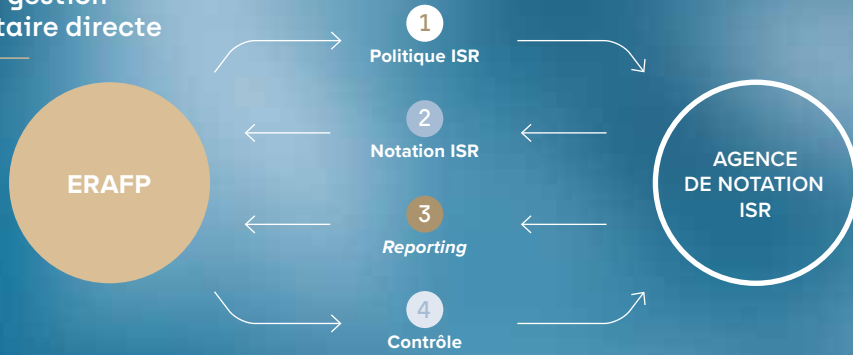 gestion
taire directe
1
Politique ISR
2
Notation ISR
ERAFP
AGENCE
DE NOTATION
ISR
3
Reporting
4
Contrôle